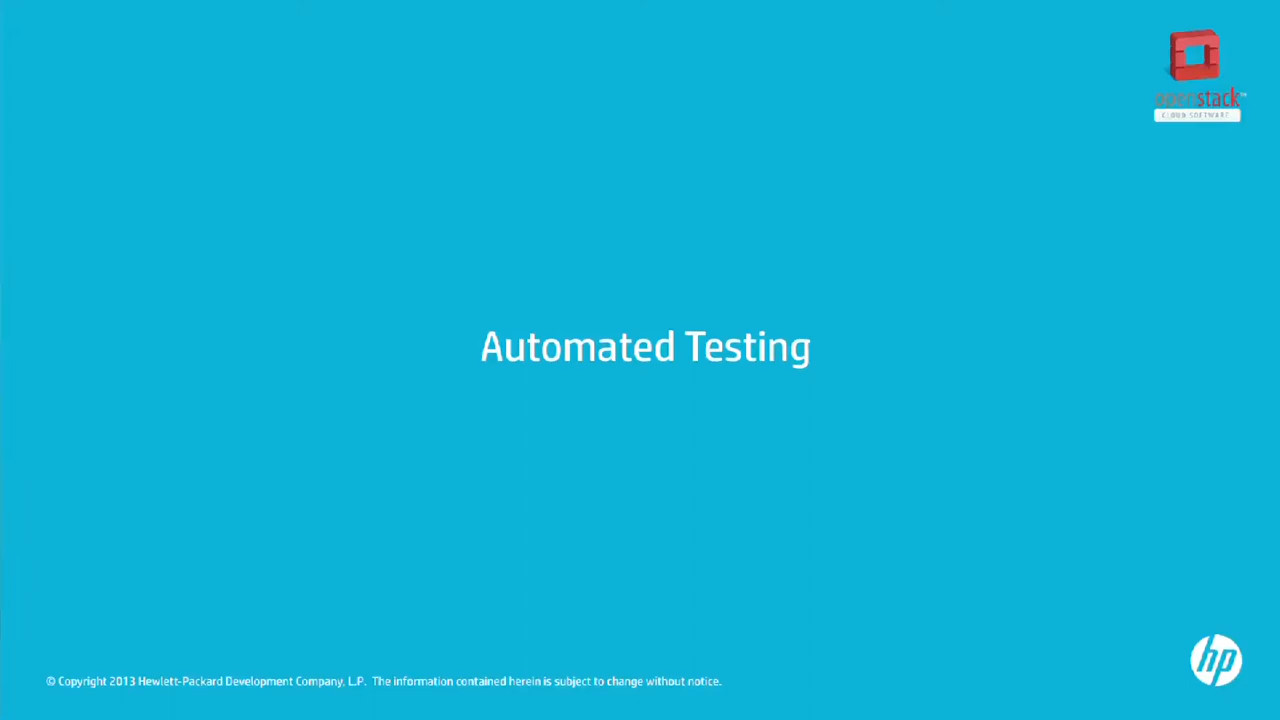 openstack™
CLOUD SOFTWARE
Automated Testing
hp
© Copyright 2013 Hewlett-Packard Development Company, L.P. The information contained herein is subject to change without notice.